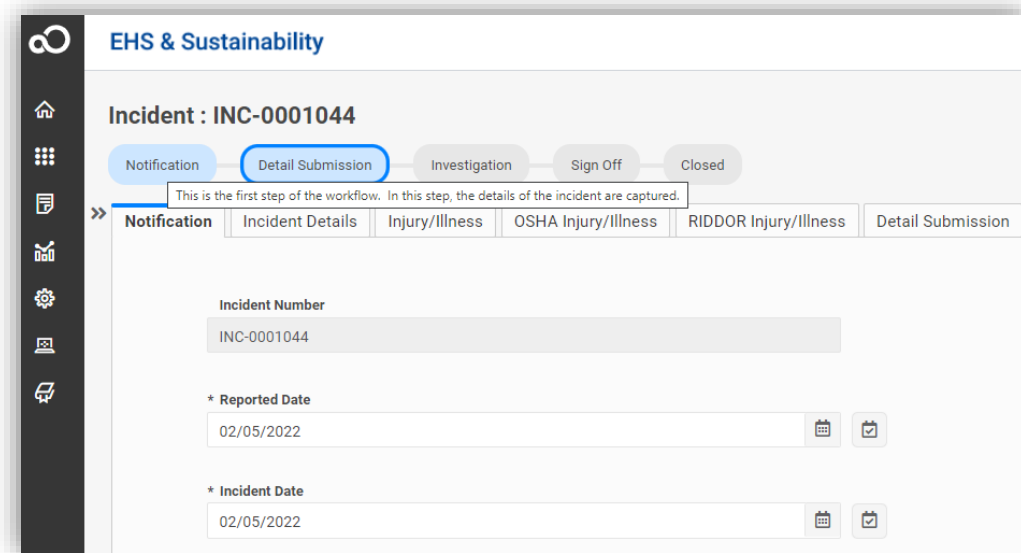 EHS & Sustainability
Incident : INC-0001044
Notification Detail Submission Investigation Sign Off Closed
This is the first step of the workflow. In this step, the details of the incident are captured.
Notification Incident Details Injury/Illness OSHA Injury/Illness RIDDOR Injury/Illness Detail Submission
Incident Number
INC-0001044
* Reported Date
02/05/2022
* Incident Date
02/05/2022